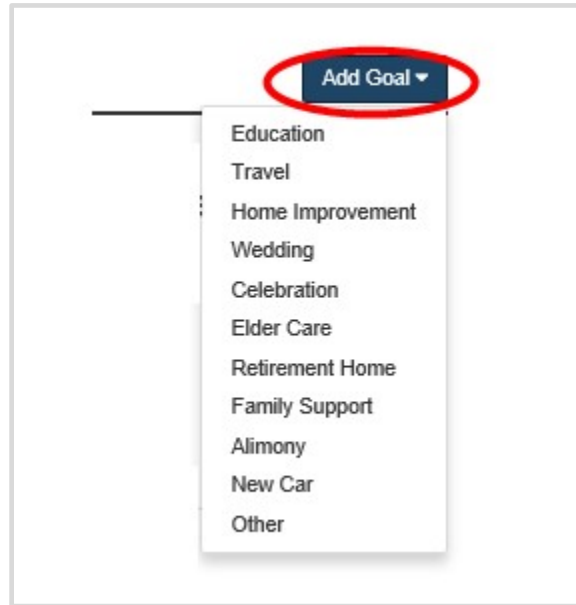 Add Goal
Education
Travel
Home Improvement
Wedding
Celebration
Elder Care
Retirement Home
Family Support
Alimony
New Car
Other